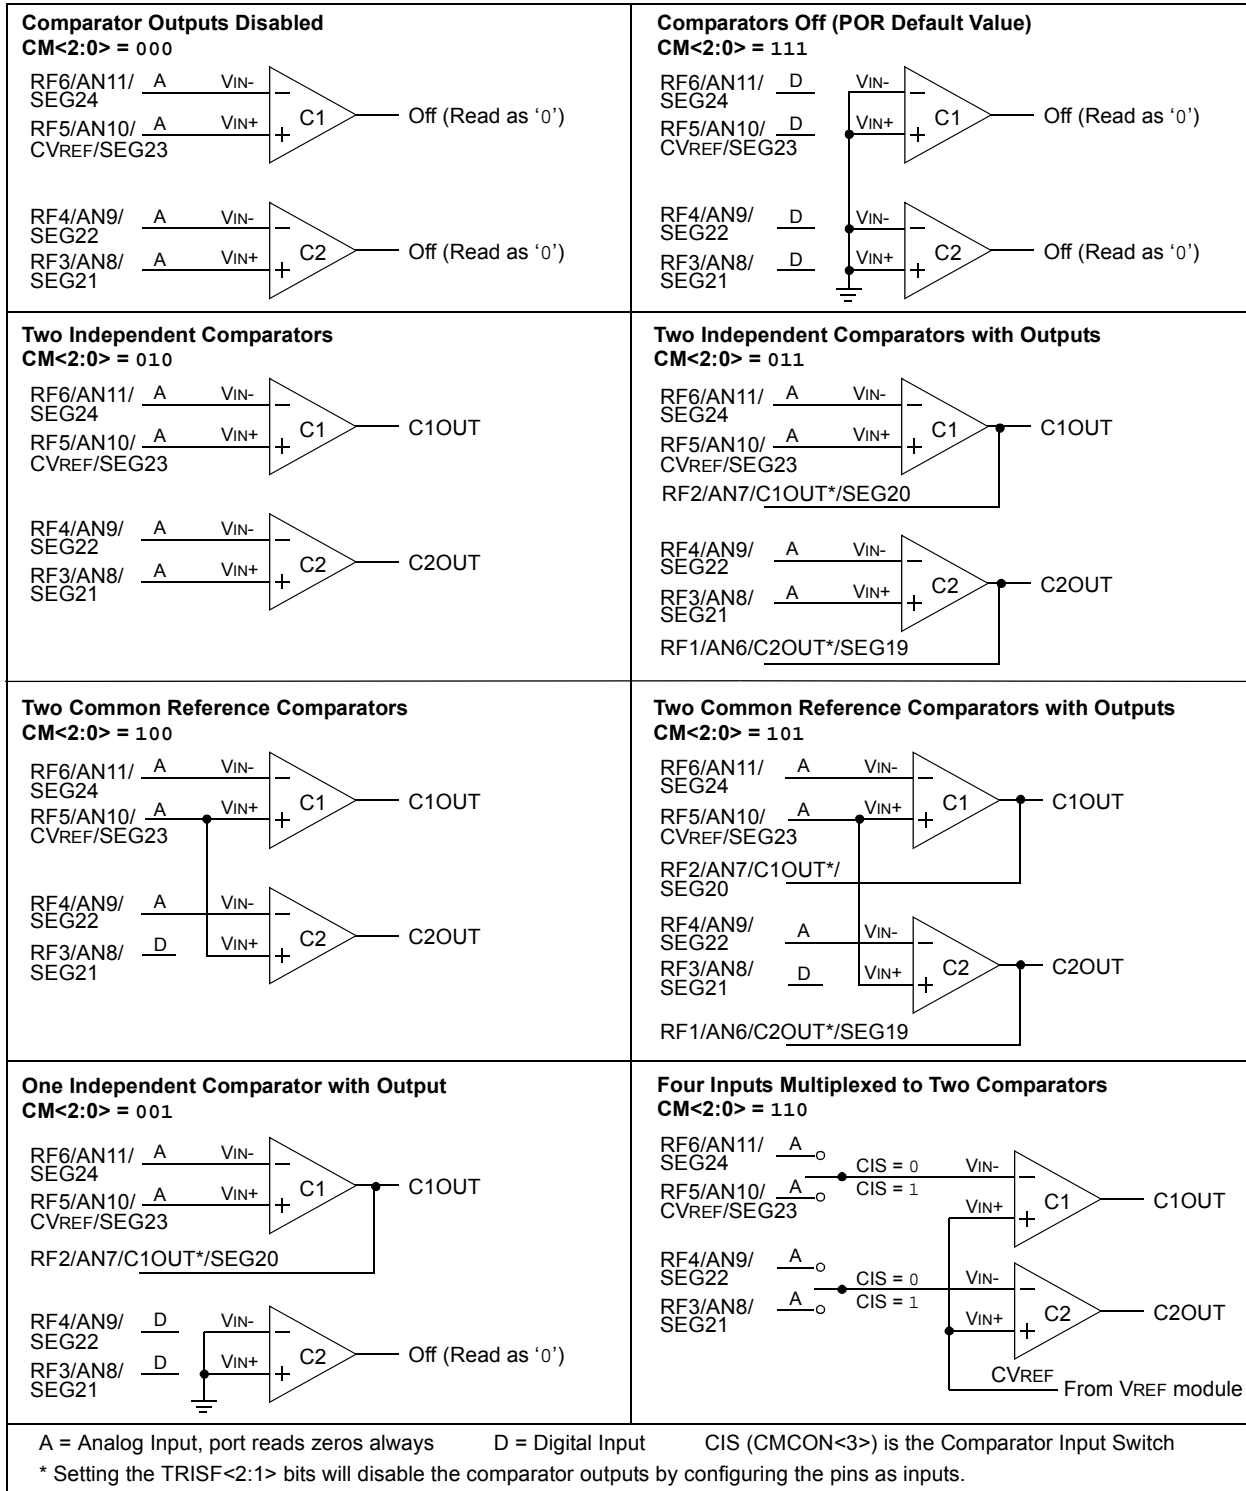 Comparator Outputs Disabled
CM<2:0> = 000
RF6/AN11/ A VIN-
SEG24
C1 Off (Read as ‘0’)
RF5/AN10/ A VIN+
CVREF/SEG23
RF4/AN9/ A VIN-
SEG22
C2 Off (Read as ‘0’)
RF3/AN8/ A VIN+
SEG21
Comparators Off (POR Default Value)
CM<2:0> = 111
RF6/AN11/ D VIN-
SEG24
C1 Off (Read as ‘0’)
RF5/AN10/ D VIN+
CVREF/SEG23
RF4/AN9/ D VIN-
SEG22
C2 Off (Read as ‘0’)
RF3/AN8/ D VIN+
SEG21
Two Independent Comparators
CM<2:0> = 010
RF6/AN11/ A VIN-
SEG24
C1 C1OUT
RF5/AN10/ A VIN+
CVREF/SEG23
RF4/AN9/ A VIN-
SEG22
C2 C2OUT
RF3/AN8/ A VIN+
SEG21
Two Independent Comparators with Outputs
CM<2:0> = 011
RF6/AN11/ A VIN-
SEG24
C1 C1OUT
RF5/AN10/ A VIN+
CVREF/SEG23
RF2/AN7/C1OUT*/SEG20
RF4/AN9/ A VIN-
SEG22
C2 C2OUT
RF3/AN8/ A VIN+
SEG21
RF1/AN6/C2OUT*/SEG19
Two Common Reference Comparators
CM<2:0> = 100
RF6/AN11/ A VIN-
SEG24
C1 C1OUT
RF5/AN10/ A VIN+
CVREF/SEG23
RF4/AN9/ A VIN-
SEG22
C2 C2OUT
RF3/AN8/ D VIN+
SEG21
Two Common Reference Comparators with Outputs
CM<2:0> = 101
RF6/AN11/ A VIN-
SEG24
C1 C1OUT
RF5/AN10/ A VIN+
CVREF/SEG23
RF2/AN7/C1OUT*/
SEG20
RF4/AN9/ A VIN-
SEG22
C2 C2OUT
RF3/AN8/ D VIN+
SEG21
RF1/AN6/C2OUT*/SEG19
One Independent Comparator with Output
CM<2:0> = 001
RF6/AN11/ A VIN-
SEG24
C1 C1OUT
RF5/AN10/ A VIN+
CVREF/SEG23
RF2/AN7/C1OUT*/SEG20
RF4/AN9/ D VIN-
SEG22
C2 Off (Read as ‘0’)
RF3/AN8/ D VIN+
SEG21
Four Inputs Multiplexed to Two Comparators
CM<2:0> = 110
RF6/AN11/ A
SEG24
CIS = 0 VIN-
RF5/AN10/ A CIS = 1
CVREF/SEG23
VIN+ C1 C1OUT
RF4/AN9/ A
SEG22
CIS = 0 VIN-
RF3/AN8/ A CIS = 1
SEG21
VIN+ C2 C2OUT
CVREF
From VREF module
A = Analog Input, port reads zeros always D = Digital Input CIS (CMCON<3>) is the Comparator Input Switch
* Setting the TRISF<2:1> bits will disable the comparator outputs by configuring the pins as inputs.